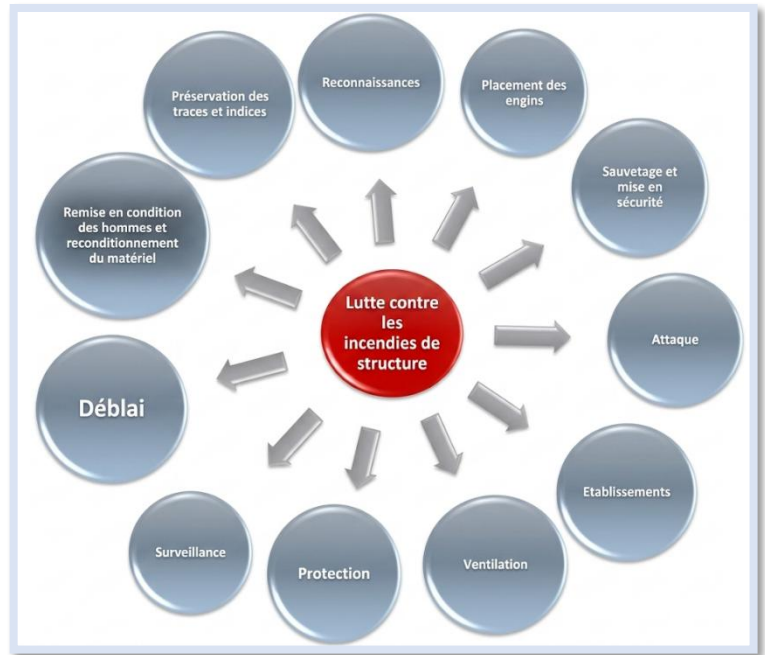 Reconnaissances
Placement des
engins
Sauvetage et
mise en
sécurité
Attaque
Etablissements
Ventilation
Protection
Surveillance
Déblai
Remise en condition
des hommes et
reconditionnement
du matériel
Préservation des
traces et indices
Lutte contre
les
incendies de
structure